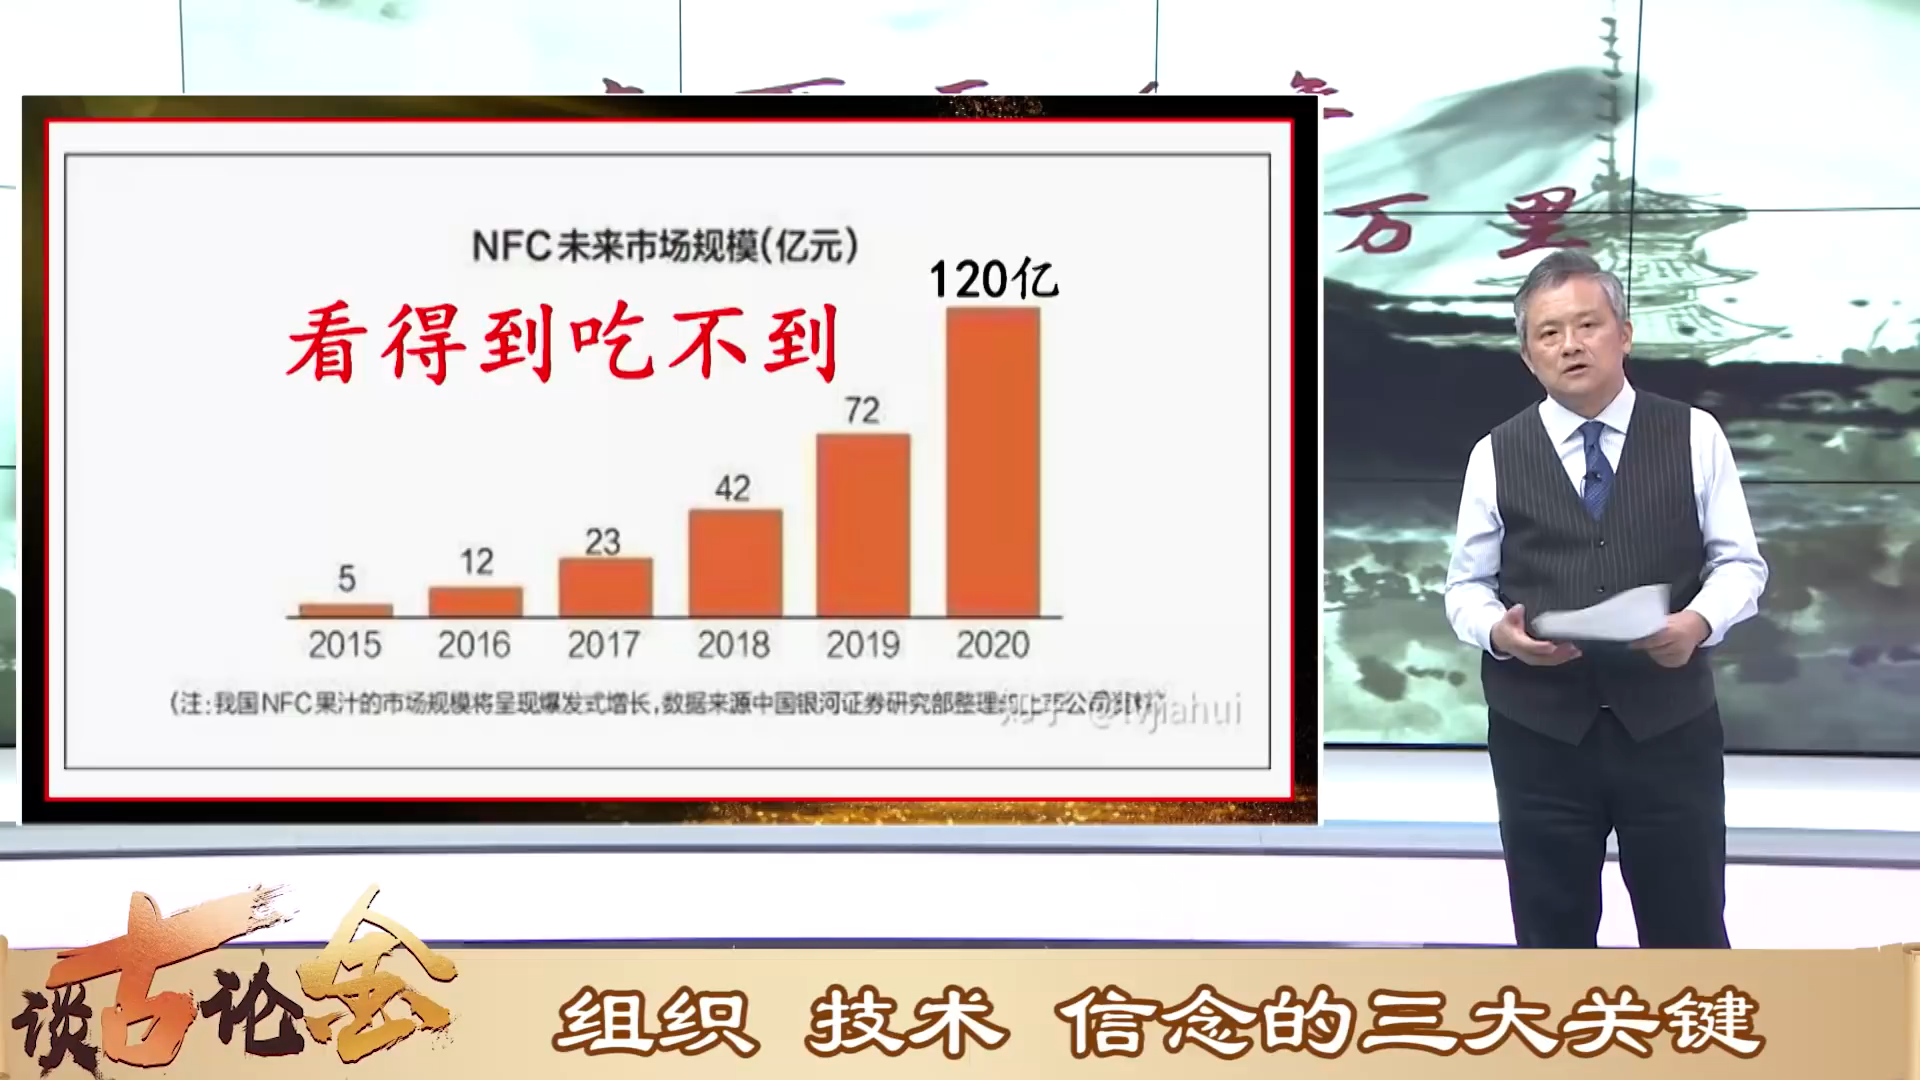 万里
NFC未来市场规模(亿元)
120亿
看得到吃不到
72
42
23
12
5
2015 2016 2017 2018 2019 2020
(注:我国NFC果汁的市场规模将呈现爆发式增长,数据来源中国银河证券研究部整理
@lvjiahui
谈古论金
组织 技术 信念的三大关键